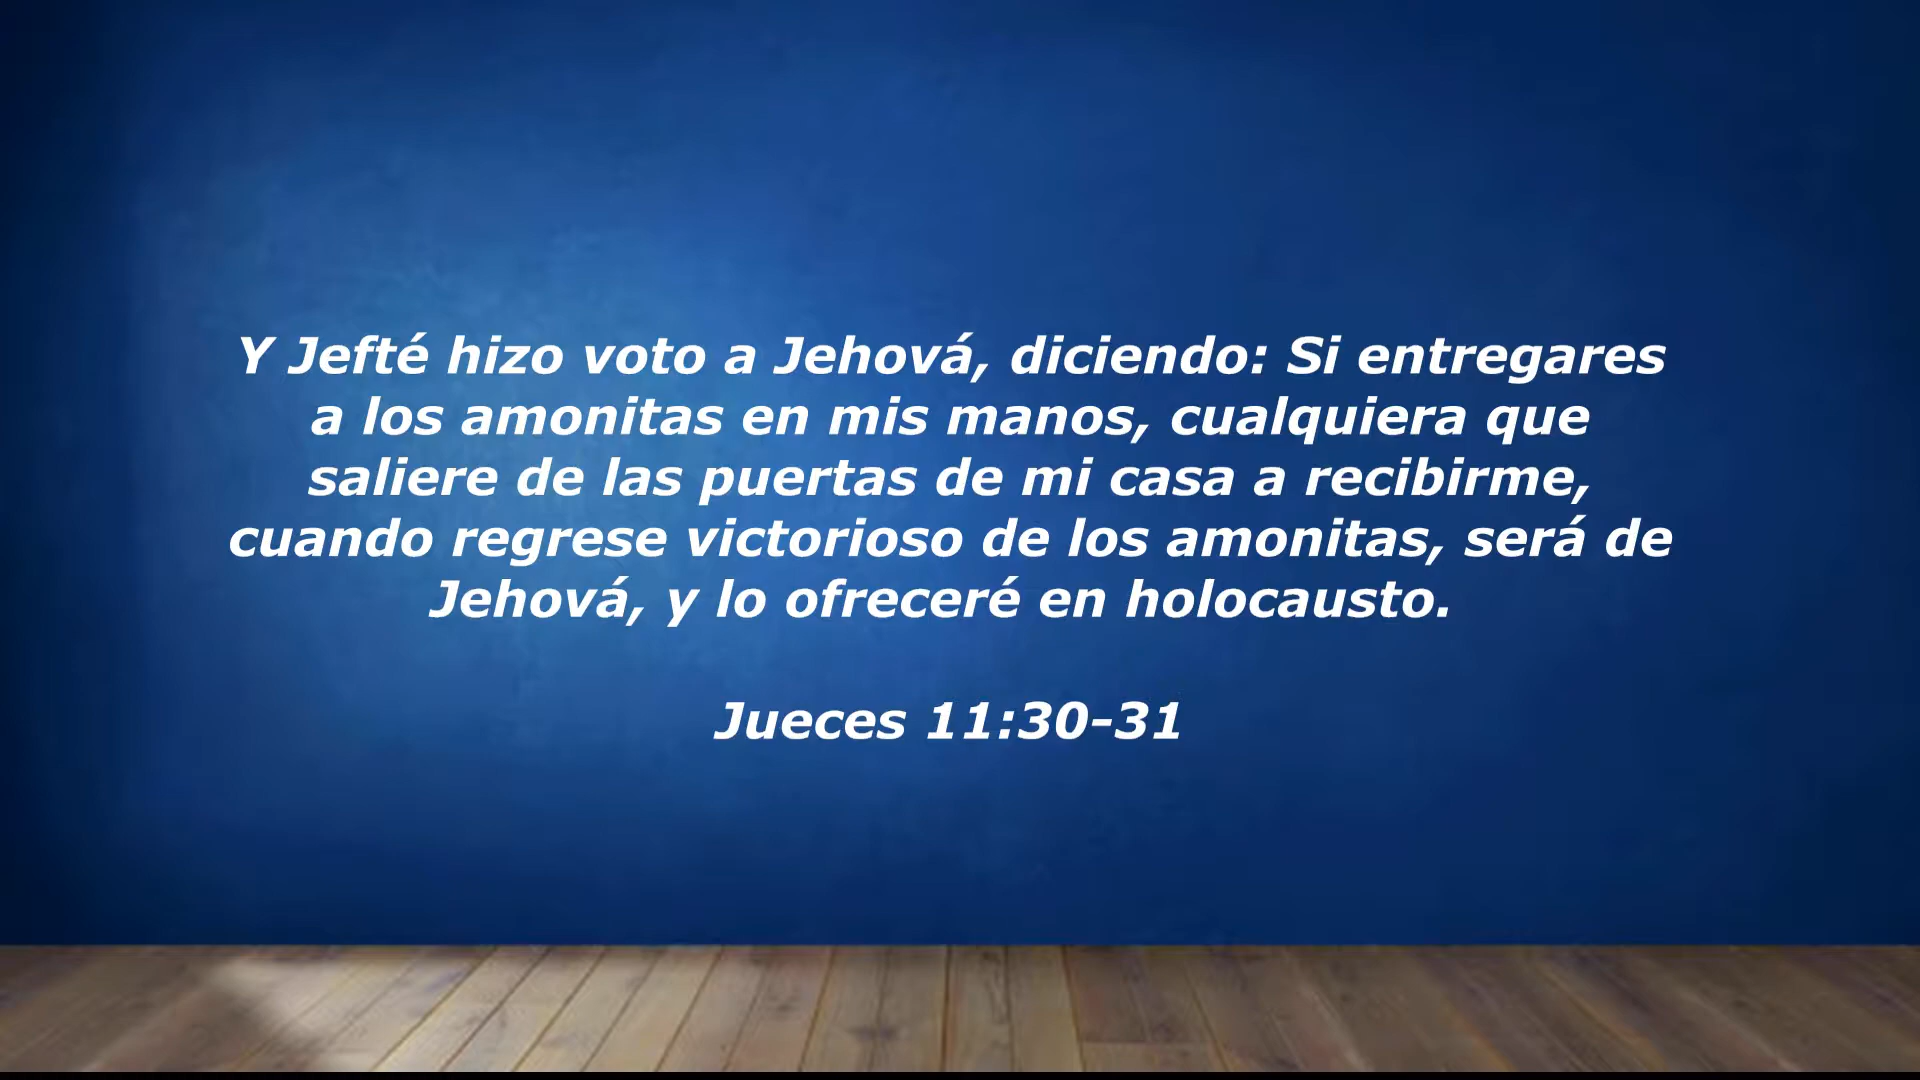 Y Jefté hizo voto a Jehová, diciendo: Si entregares
a los amonitas en mis manos, cualquiera que
saliere de las puertas de mi casa a recibirme,
cuando regrese victorioso de los amonitas, será de
Jehová, y lo ofreceré en holocausto.
Jueces 11:30-31